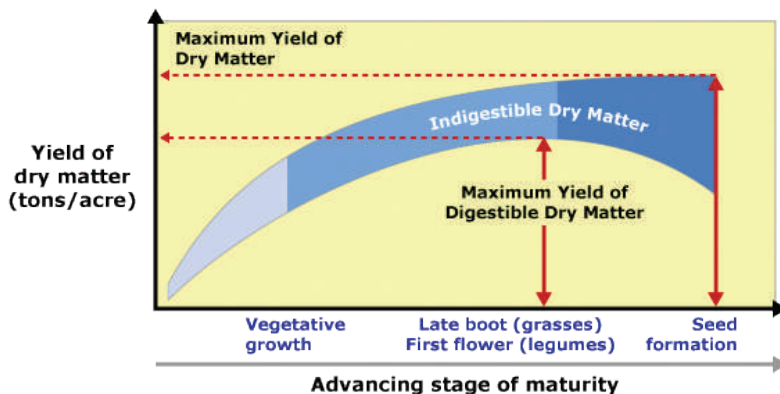 Maximum Yield of
Dry Matter
Indigestible Dry Matter
Yield of
dry matter
(tons/acre)
Maximum Yield of
Digestible Dry Matter
Vegetative
growth
Late boot (grasses)
First flower (legumes)
Seed
formation
Advancing stage of maturity